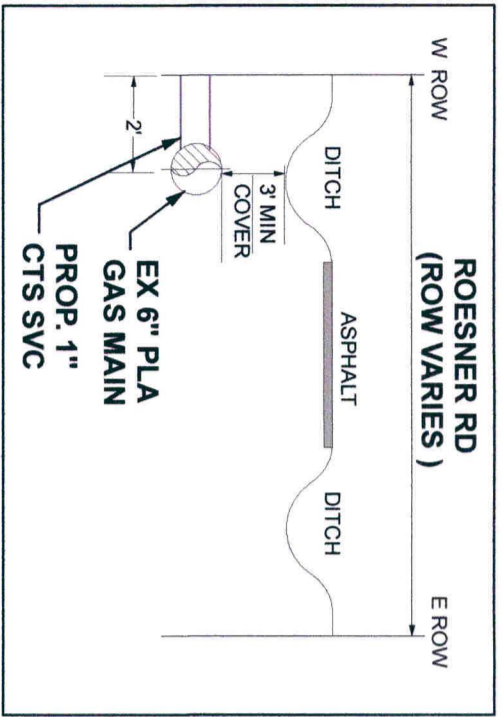 ROESNER RD
(ROW VARIES )
W ROW
E ROW
DITCH
ASPHALT
DITCH
3' MIN
COVER
2'
EX 6" PLA
GAS MAIN
PROP. 1"
CTS SVC